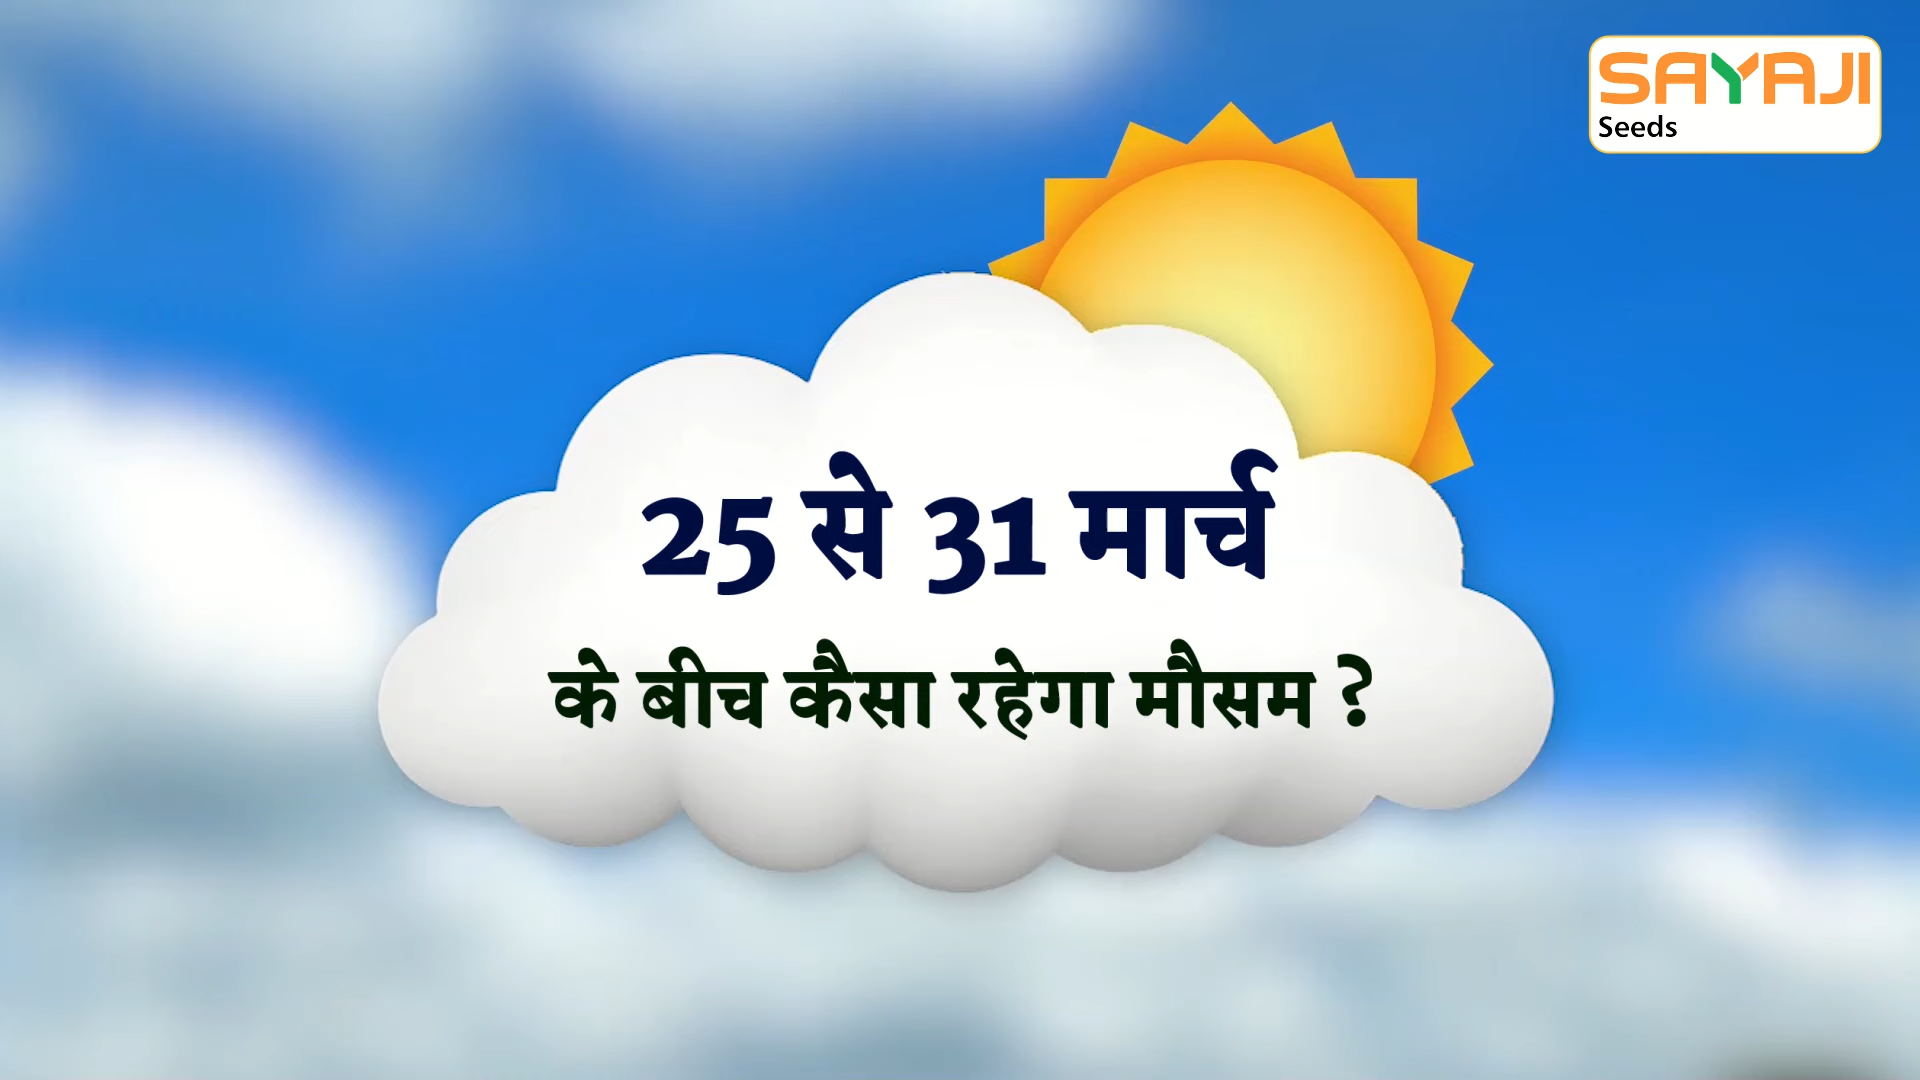 SAYAJI
Seeds
25 से 31 मार्च
के बीच कैसा रहेगा मौसम ?